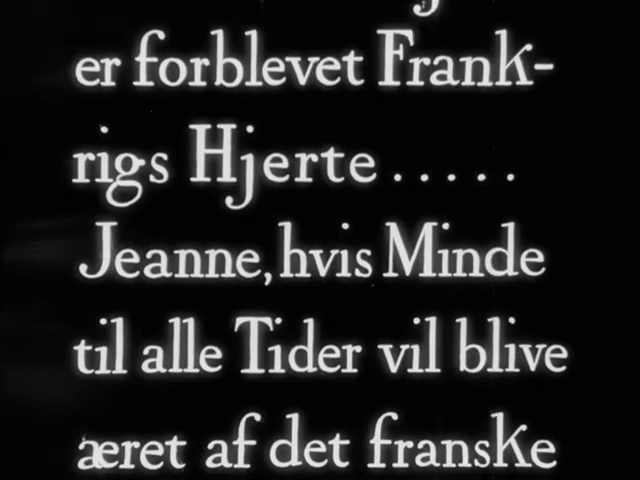 er forblevet Frank-
rigs Hjerte.....
Jeanne, hvis Minde
til alle Tider vil blive
æret af det franske